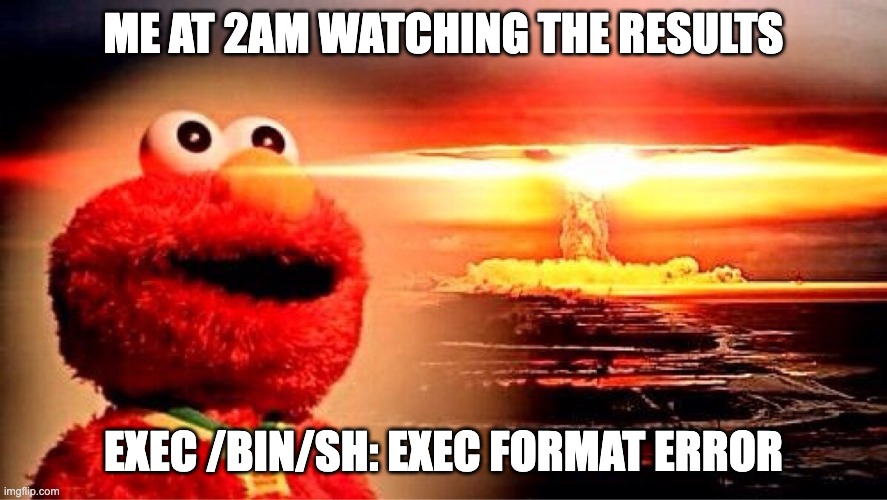 ME AT 2AM WATCHING THE RESULTS
EXEC /BIN/SH: EXEC FORMAT ERROR
imgflip.com